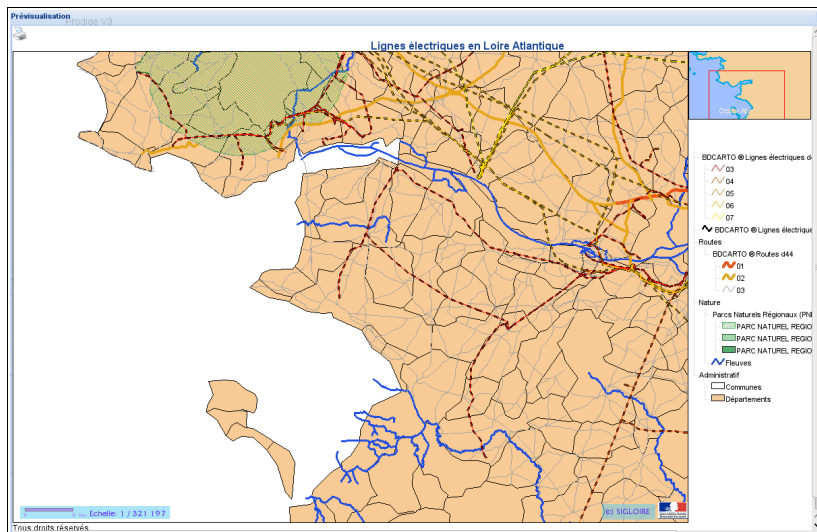 Prévisualisation
Prodige V3
Lignes électriques en Loire Atlantique
BDCARTO ® Lignes électriques d
03
04
05
06
07
BDCARTO ® Lignes électrique
Routes
BDCARTO ® Routes d44
01
02
03
Nature
Parcs Naturels Régionaux (PN
PARC NATUREL REGIO
PARC NATUREL REGIO
PARC NATUREL REGIO
Fleuves
Administratif
Communes
Départements
Echelle: 1 / 321 197
(c) SIGLOIRE
Tous droits réservés